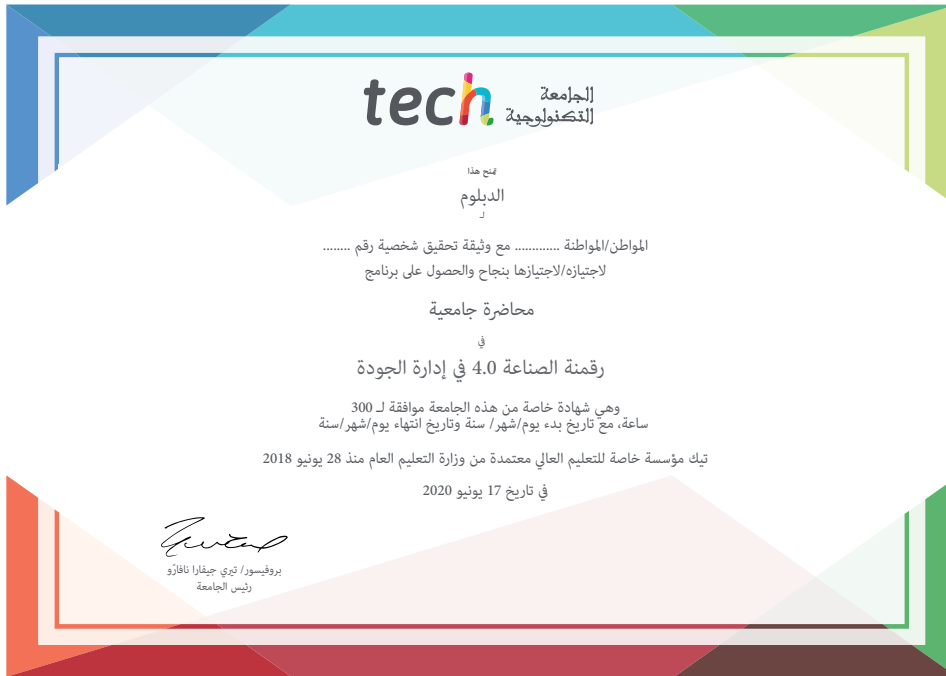 tech الجامعة
التكنولوجية
يمنح هذا
الدبلوم
لـ
المواطن/المواطنة ............ مع وثيقة تحقيق شخصية رقم ........
لاجتيازه/لاجتيازها بنجاح والحصول على برنامج
محاضرة جامعية
في
رقمنة الصناعة 4.0 في إدارة الجودة
وهي شهادة خاصة من هذه الجامعة موافقة لـ 300
ساعة، مع تاريخ بدء يوم/شهر/ سنة وتاريخ انتهاء يوم/شهر/سنة
تيك مؤسسة خاصة للتعليم العالي معتمدة من وزارة التعليم العام منذ 28 يونيو 2018
في تاريخ 17 يونيو 2020
بروفيسور/ تيري جيفارا نافارّو
رئيس الجامعة